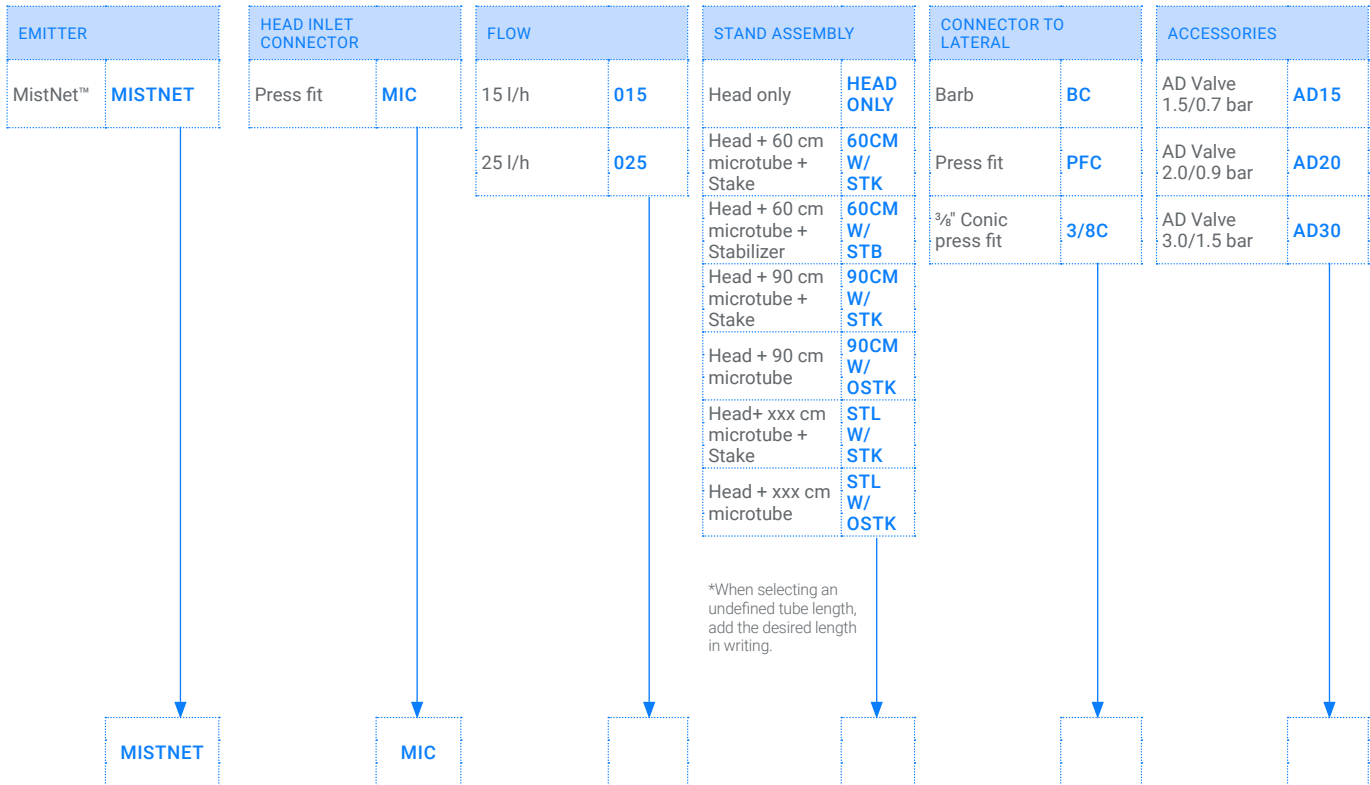 EMITTER
MistNet™ MISTNET
HEAD INLET
CONNECTOR
Press fit MIC
FLOW
15 l/h 015
25 l/h 025
STAND ASSEMBLY
Head only
HEAD
ONLY
Head + 60 cm
microtube +
Stake
60CM
W/
STK
Head + 60 cm
microtube +
Stabilizer
60CM
W/
STB
Head + 90 cm
microtube +
Stake
90CM
W/
STK
Head + 90 cm
microtube
90CM
W/
OSTK
Head+ xxx cm
microtube +
Stake
STL
W/
STK
Head + xxx cm
microtube
STL
W/
OSTK
*When selecting an
undefined tube length,
add the desired length
in writing.
CONNECTOR TO
LATERAL
Barb BC
Press fit PFC
⅜" Conic
press fit
3/8C
ACCESSORIES
AD Valve
1.5/0.7 bar
AD15
AD Valve
2.0/0.9 bar
AD20
AD Valve
3.0/1.5 bar
AD30
MISTNET
MIC